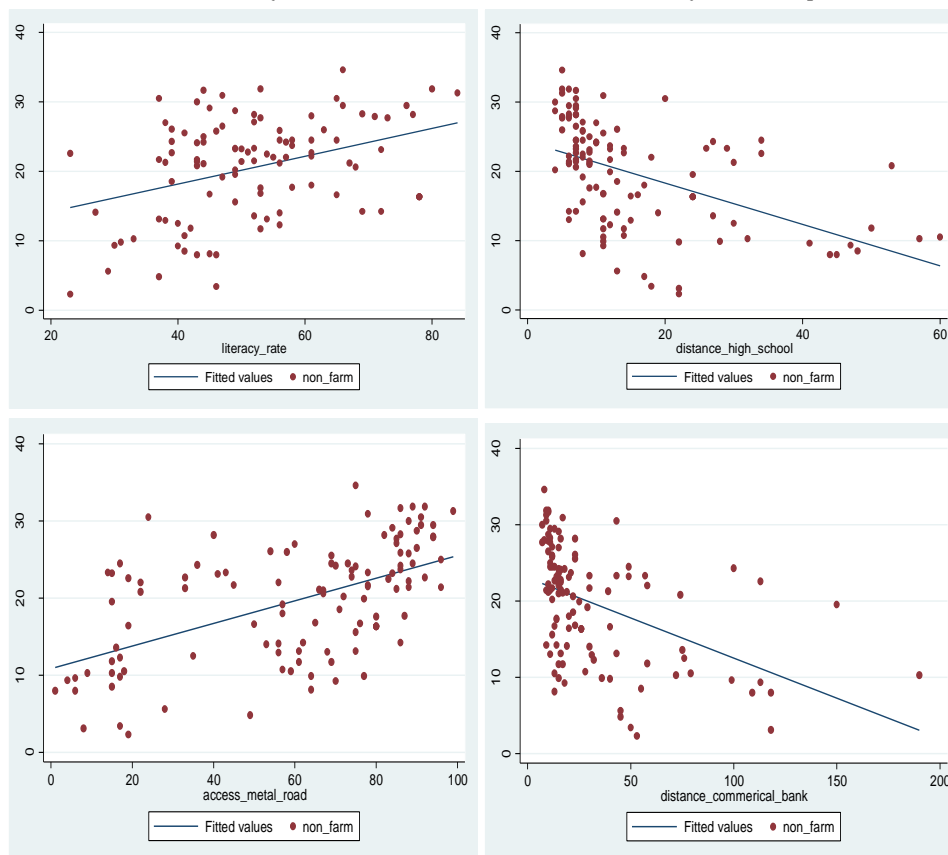 40
30
20
10
0
20 40 60 80
literacy_rate
Fitted values non_farm
40
30
20
10
0
0 20 40 60
distance_high_school
Fitted values non_farm
40
30
20
10
0
0 20 40 60 80 100
access_metal_road
Fitted values non_farm
40
30
20
10
0
0 50 100 150 200
distance_commerical_bank
Fitted values non_farm